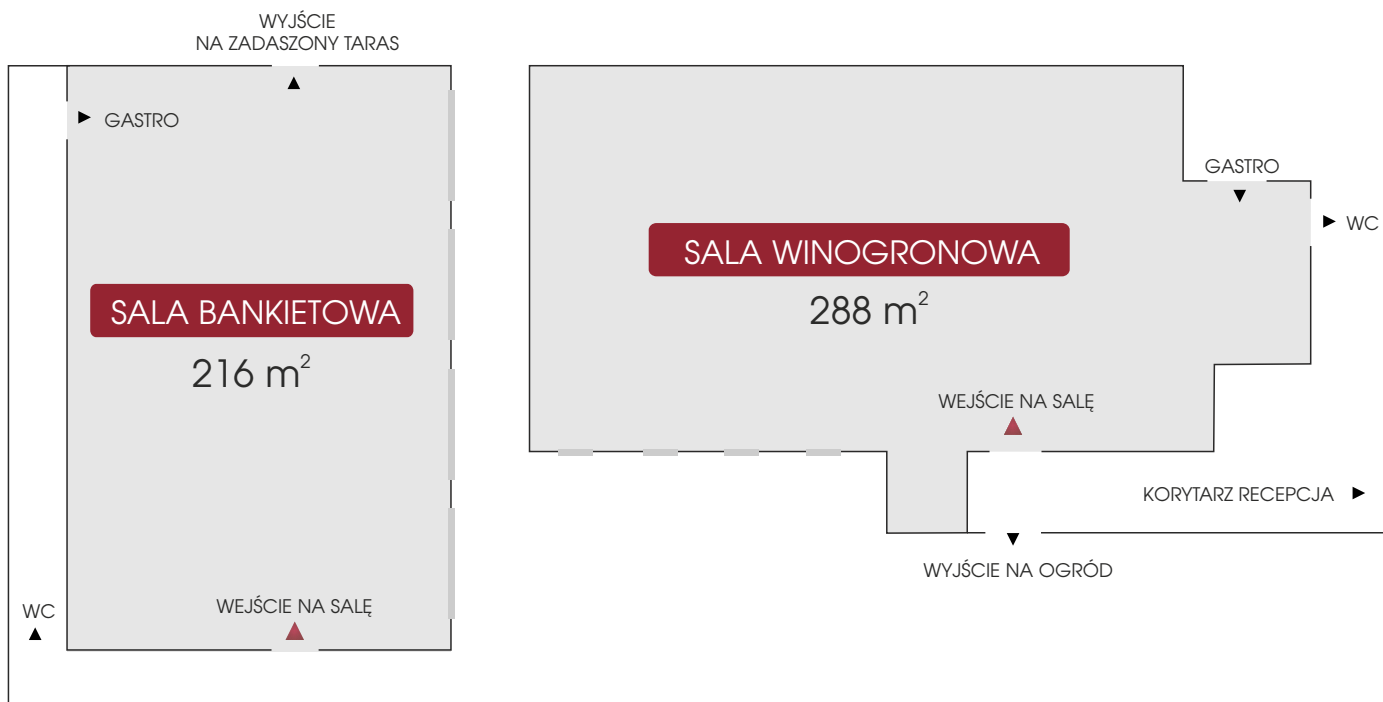 WYJŚCIE
NA ZADASZONY TARAS
GASTRO
SALA BANKIETOWA
216 m²
WC
WEJŚCIE NA SALĘ
GASTRO
WC
SALA WINOGRONOWA
288 m²
WEJŚCIE NA SALĘ
KORYTARZ RECEPCJA
WYJŚCIE NA OGRÓD